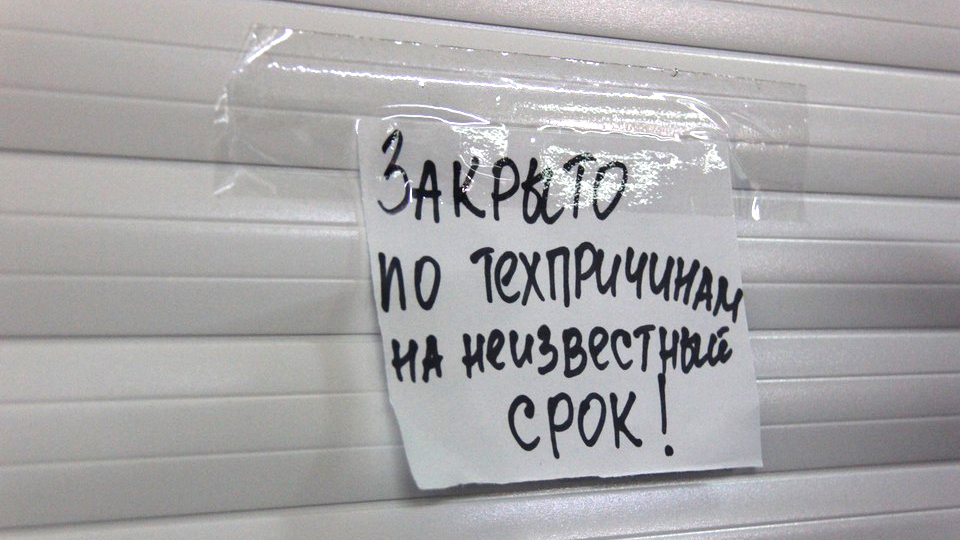 ЗАКРЫТО
ПО ТЕХПРИЧИНАМ
НА НЕИЗВЕСТНЫЙ
СРОК!